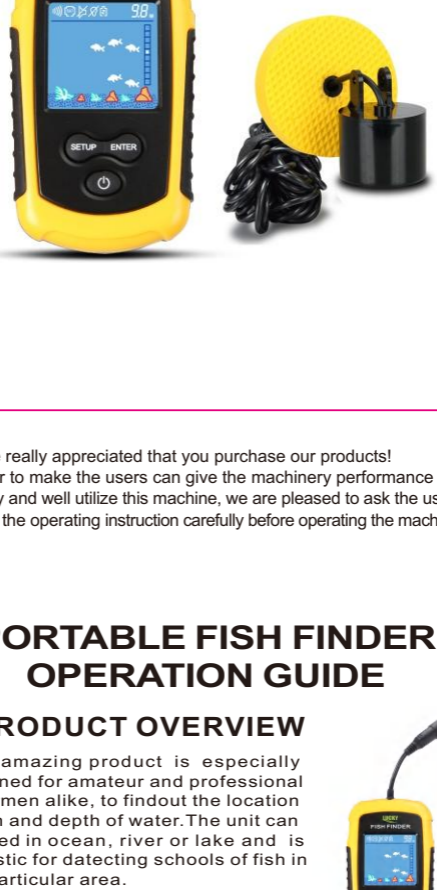 9.8
SETUP ENTER
really appreciated that you purchase our products!
r to make the users can give the machinery performance
y and well utilize this machine, we are pleased to ask the us
the operating instruction carefully before operating the mach
ORTABLE FISH FINDER
OPERATION GUIDE
RODUCT OVERVIEW
amazing product is especially
ned for amateur and professional
men alike, to findout the location
n and depth of water.The unit can
ed in ocean, river or lake and is
stic for datecting schools of fish in
articular area.
LUCKY
FISH FINDER